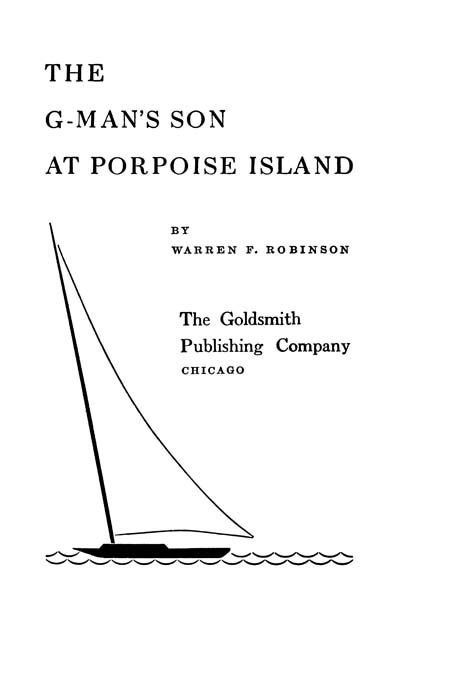 THE
G-MAN'S SON
AT PORPOISE ISLAND
BY
WARREN F. ROBINSON
The Goldsmith
Publishing Company
CHICAGO